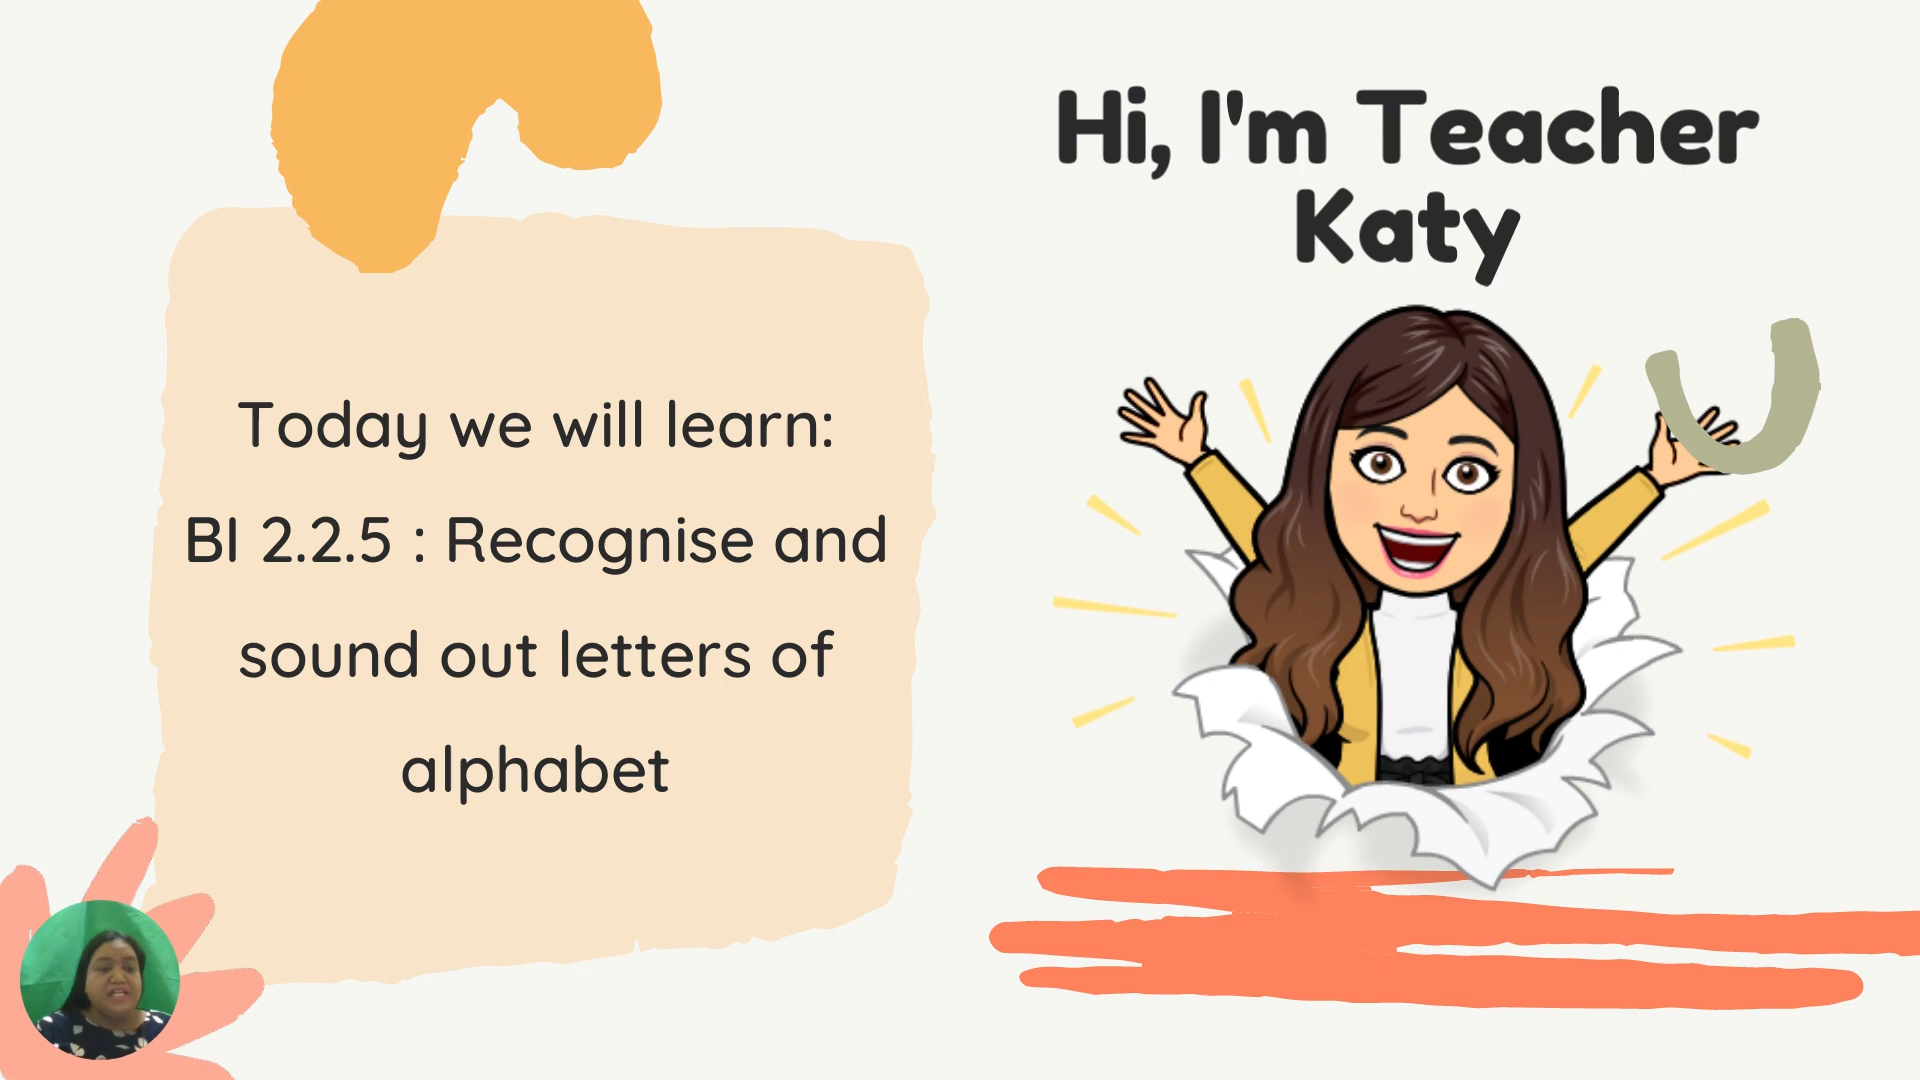 Hi, I'm Teacher
Katy
Today we will learn:
BI 2.2.5 : Recognise and
sound out letters of
alphabet